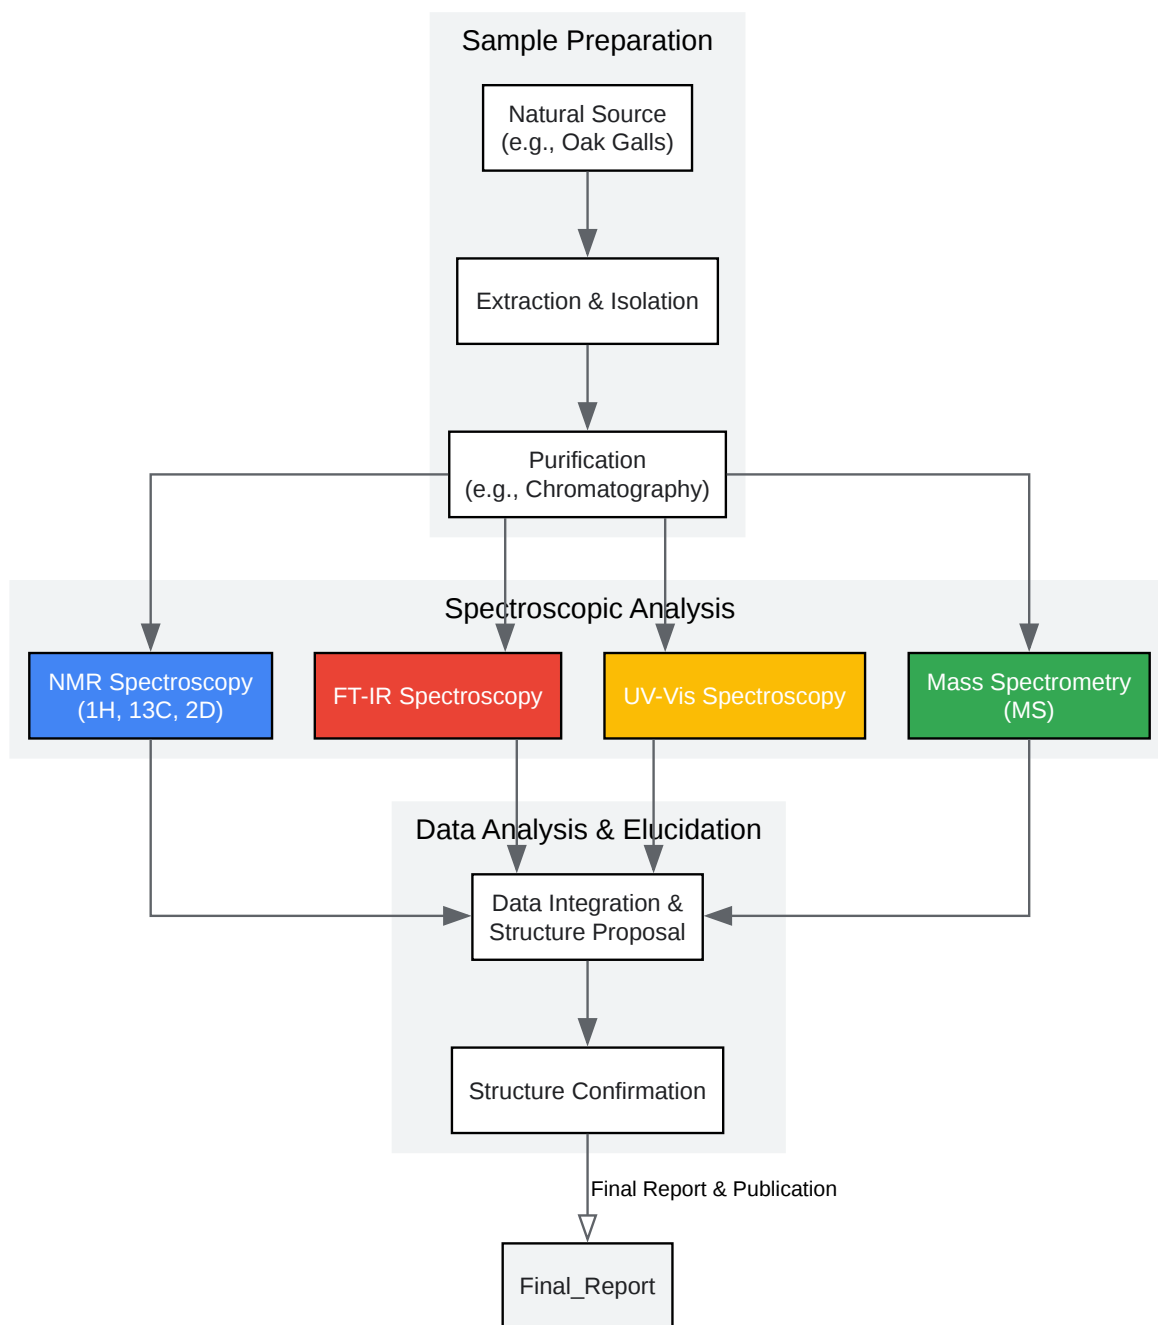 Sample Preparation
Natural Source
(e.g., Oak Galls)
Extraction & Isolation
Purification
(e.g., Chromatography)
Spectroscopic Analysis
NMR Spectroscopy
(1H, 13C, 2D)
FT-IR Spectroscopy
UV-Vis Spectroscopy
Mass Spectrometry
(MS)
Data Analysis & Elucidation
Data Integration &
Structure Proposal
Structure Confirmation
Final Report & Publication
Final_Report